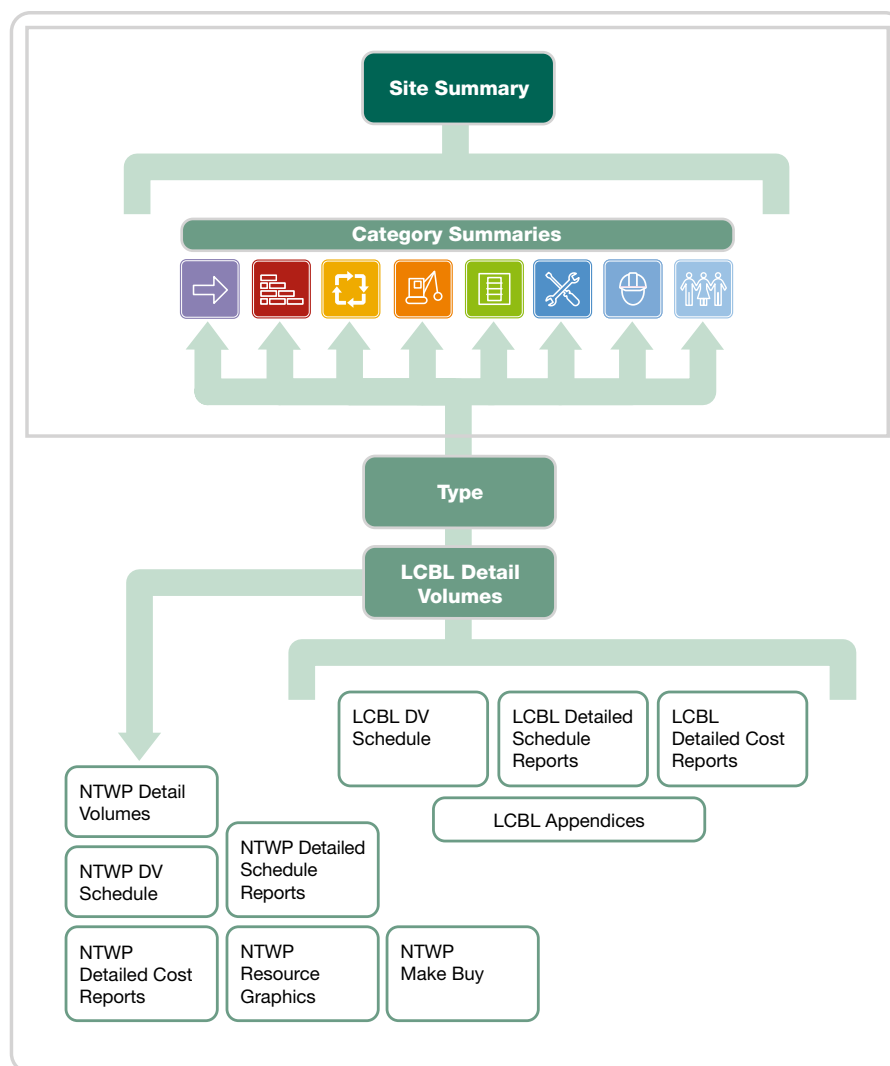 Site Summary
Category Summaries
Type
LCBL Detail
Volumes
LCBL DV
Schedule
LCBL Detailed
Schedule
Reports
LCBL
Detailed Cost
Reports
LCBL Appendices
NTWP Detail
Volumes
NTWP DV
Schedule
NTWP Detailed
Schedule
Reports
NTWP
Detailed Cost
Reports
NTWP
Resource
Graphics
NTWP
Make Buy